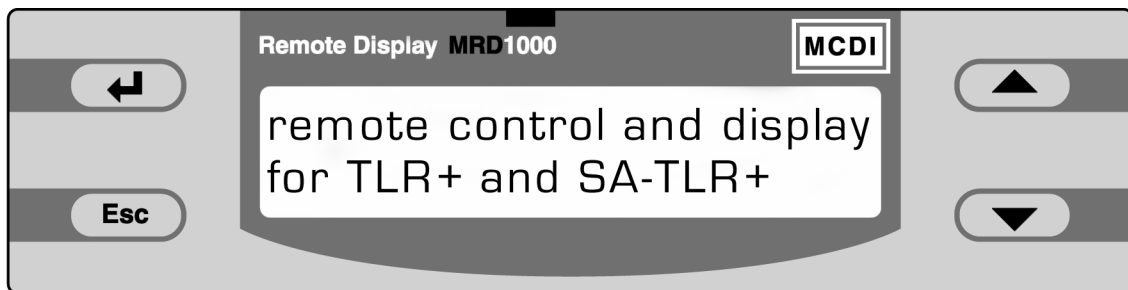 Remote Display MRD1000
MCDI
remote control and display
for TLR+ and SA-TLR+
Esc